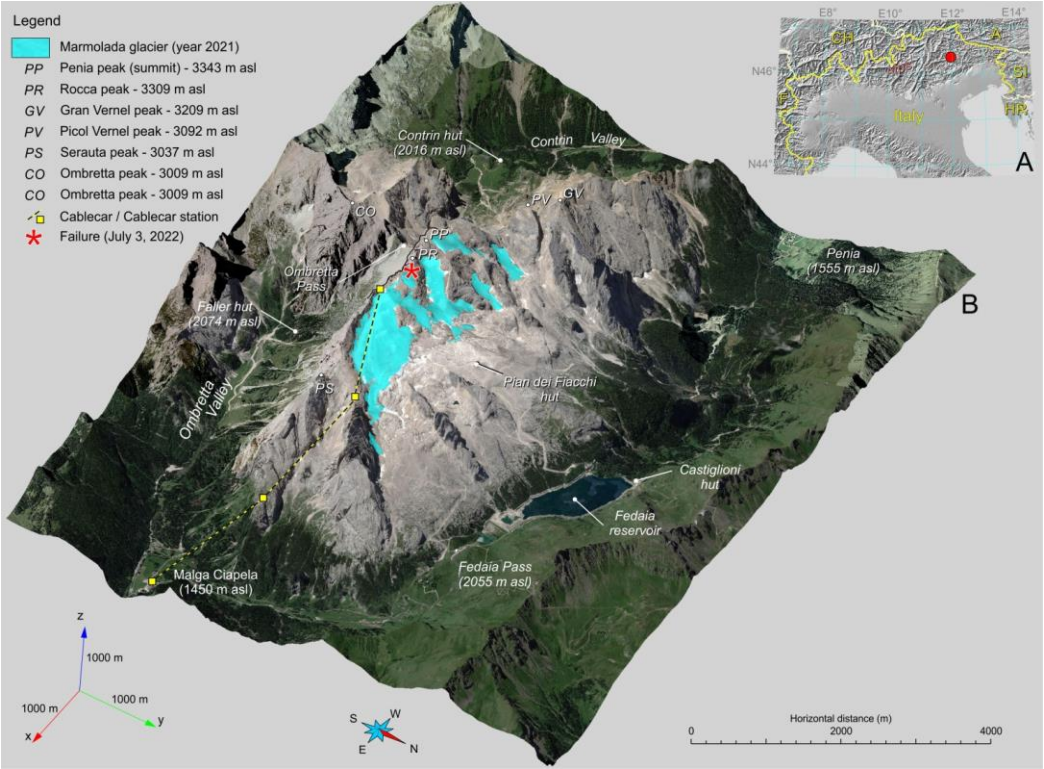 Legend
Marmolada glacier (year 2021)
PP Penia peak (summit) - 3343 m asl
PR Rocca peak - 3309 m asl
GV Gran Vernel peak - 3209 m asl
PV Picol Vernel peak - 3092 m asl
PS Serauta peak - 3037 m asl
CO Ombretta peak - 3009 m asl
CO Ombretta peak - 3009 m asl
Cablecar / Cablecar station
Failure (July 3, 2022)
E8° E10° E12° E14°
N46°
N44°
CH
A
SI
HR
F
Italy
A
Contrin hut
(2016 m asl)
Contrin Valley
CO
PV
GV
PP
PR
Ombretta
Pass
Penia
(1555 m asl)
B
Falier hut
(2074 m asl)
Ombretta
Valley
PS
Pian dei Fiacchi
hut
Castiglioni
hut
Fedaia
reservoir
Fedaia Pass
(2055 m asl)
Malga Ciapela
(1450 m asl)
z
1000 m
1000 m
1000 m
x
y
S
W
E
N
Horizontal distance (m)
0 2000 4000